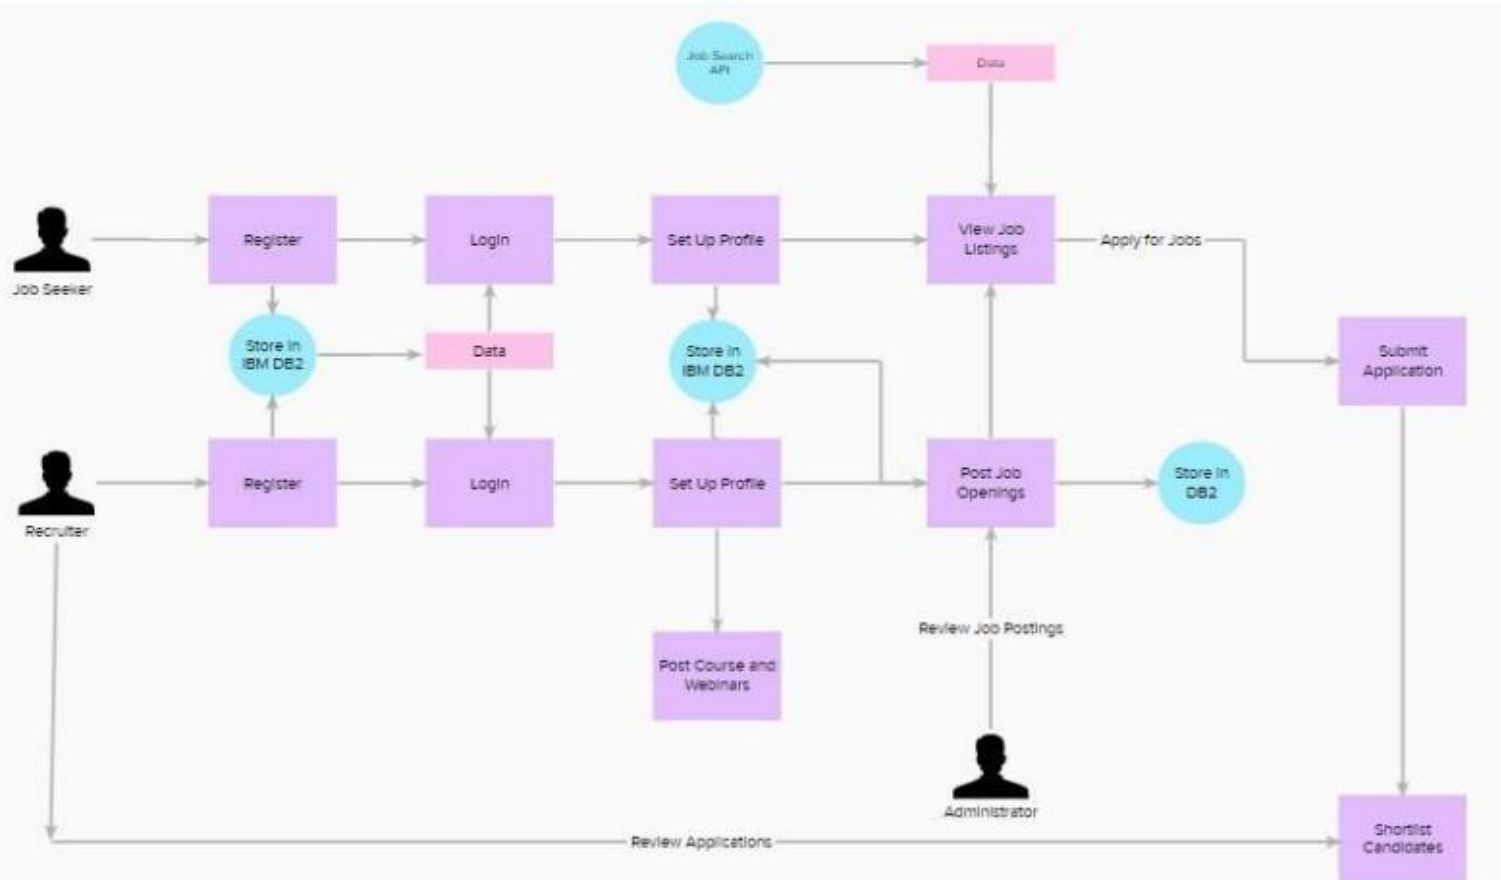 Job Search
API
Data
Register
Login
Set Up Profile
View Job
Listings
Apply for Jobs
Job Seeker
Store in
IBM DB2
Data
Store in
IBM DB2
Submit
Application
Register
Login
Set Up Profile
Post Job
Openings
Store in
DB2
Recruiter
Review Job Postings
Post Course and
Webinars
Administrator
Review Applications
Shortlist
Candidates